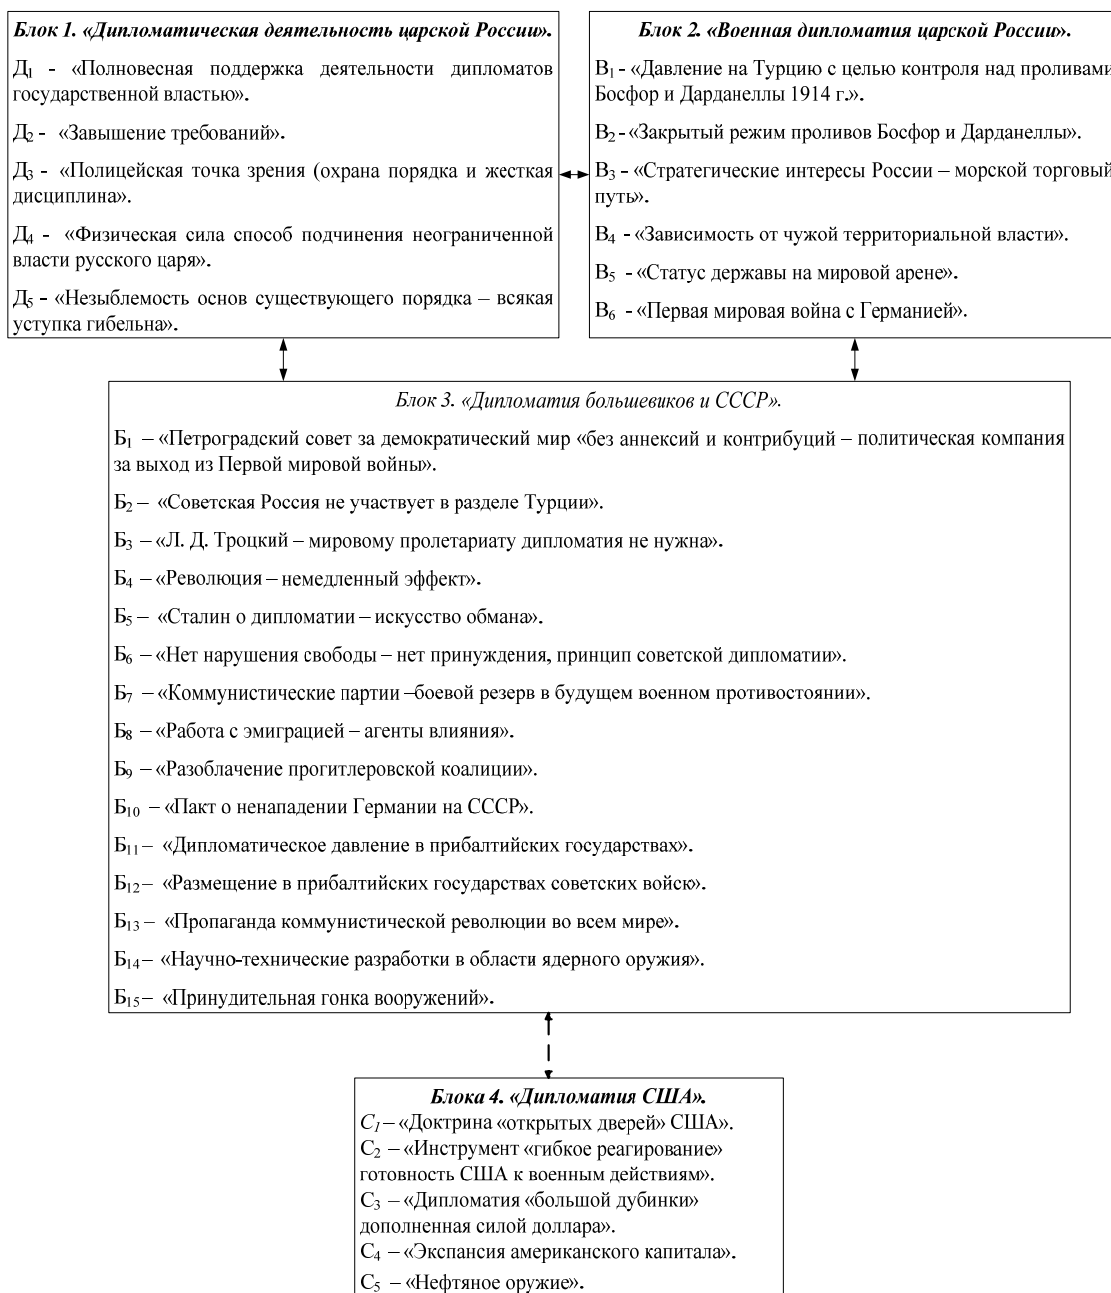 Блок 1. «Дипломатическая деятельность царской России».
Д1 - «Полновесная поддержка деятельности дипломатов
государственной властью».
Д2 - «Завышение требований».
Д3 - «Полицейская точка зрения (охрана порядка и жесткая
дисциплина».
Д4 - «Физическая сила способ подчинения неограниченной
власти русского царя».
Д5 - «Незыблемость основ существующего порядка – всякая
уступка гибельна».
Блок 2. «Военная дипломатия царской России».
В1 - «Давление на Турцию с целью контроля над проливами
Босфор и Дарданеллы 1914 г.».
В2 - «Закрытый режим проливов Босфор и Дарданеллы».
В3 - «Стратегические интересы России – морской торговый
путь».
В4 - «Зависимость от чужой территориальной власти».
В5 - «Статус державы на мировой арене».
В6 - «Первая мировая война с Германией».
Блок 3. «Дипломатия большевиков и СССР».
Б1 – «Петроградский совет за демократический мир «без аннексий и контрибуций – политическая компания
за выход из Первой мировой войны».
Б2 – «Советская Россия не участвует в разделе Турции».
Б3 – «Л. Д. Троцкий – мировому пролетариату дипломатия не нужна».
Б4 – «Революция – немедленный эффект».
Б5 – «Сталин о дипломатии – искусство обмана».
Б6 – «Нет нарушения свободы – нет принуждения, принцип советской дипломатии».
Б7 – «Коммунистические партии –боевой резерв в будущем военном противостоянии».
Б8 – «Работа с эмиграцией – агенты влияния».
Б9 – «Разоблачение прогитлеровской коалиции».
Б10 – «Пакт о ненападении Германии на СССР».
Б11 – «Дипломатическое давление в прибалтийских государствах».
Б12 – «Размещение в прибалтийских государствах советских войск».
Б13 – «Пропаганда коммунистической революции во всем мире».
Б14 – «Научно-технические разработки в области ядерного оружия».
Б15 – «Принудительная гонка вооружений».
Блока 4. «Дипломатия США».
С1 – «Доктрина «открытых дверей» США».
С2 – «Инструмент «гибкое реагирование»
готовность США к военным действиям».
С3 – «Дипломатия «большой дубинки»
дополненная силой доллара».
С4 – «Экспансия американского капитала».
С5 – «Нефтяное оружие».